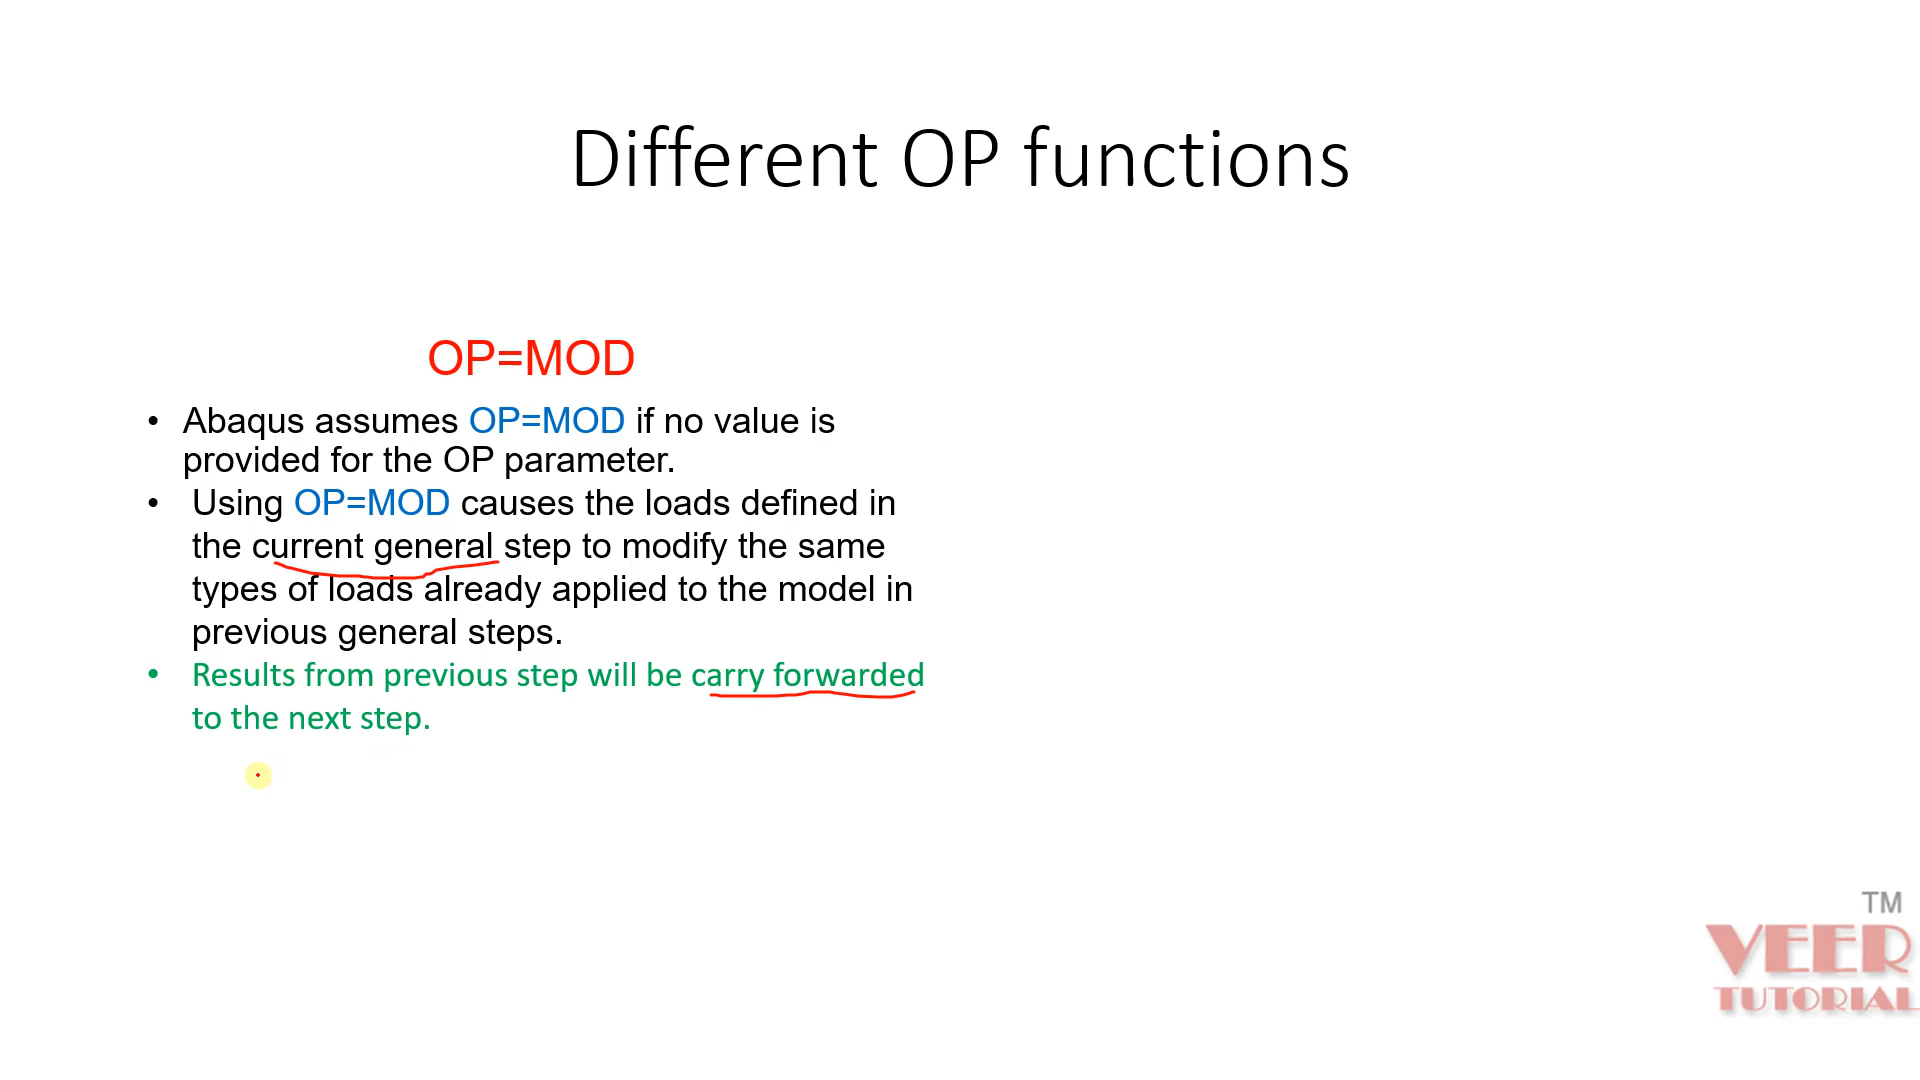 Different OP functions
OP=MOD
• Abaqus assumes OP=MOD if no value is
provided for the OP parameter.
• Using OP=MOD causes the loads defined in
the current general step to modify the same
types of loads already applied to the model in
previous general steps.
• Results from previous step will be carry forwarded
to the next step.
TM
VEER
TUTORIAL